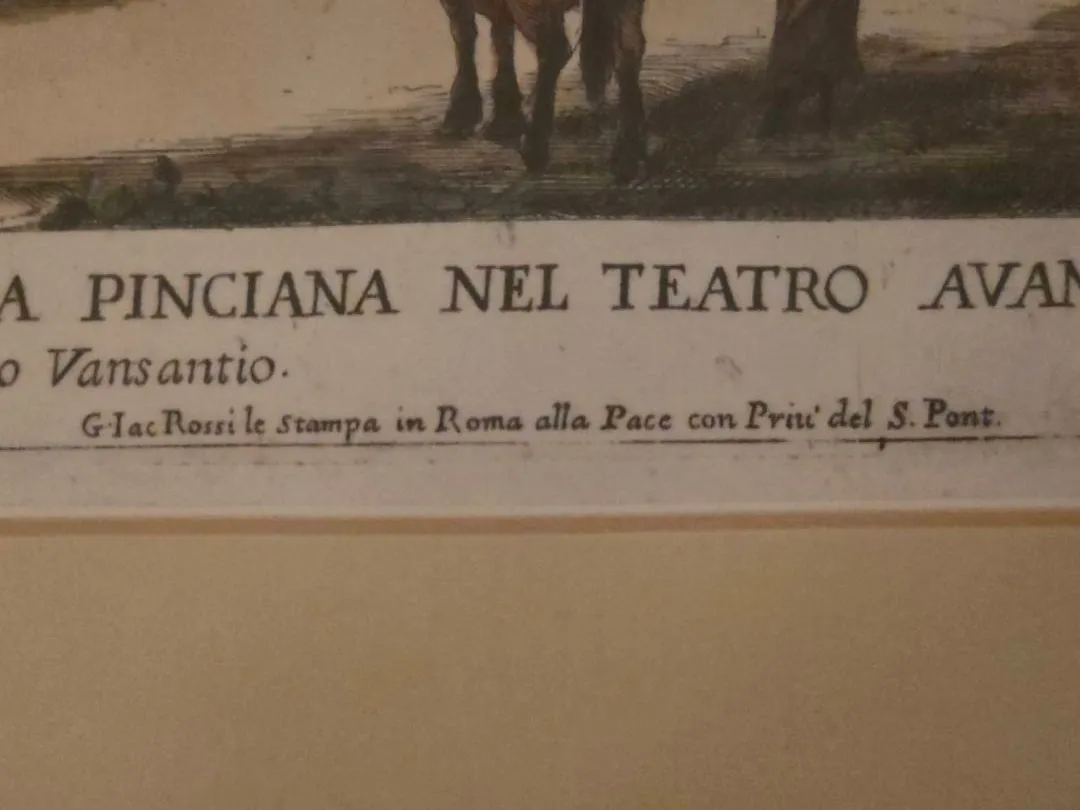 A PINCIANA NEL TEATRO AVAN
o Vansantio.
G. Iac Rossi le stampa in Roma alla Pace con Priu' del S. Pont.